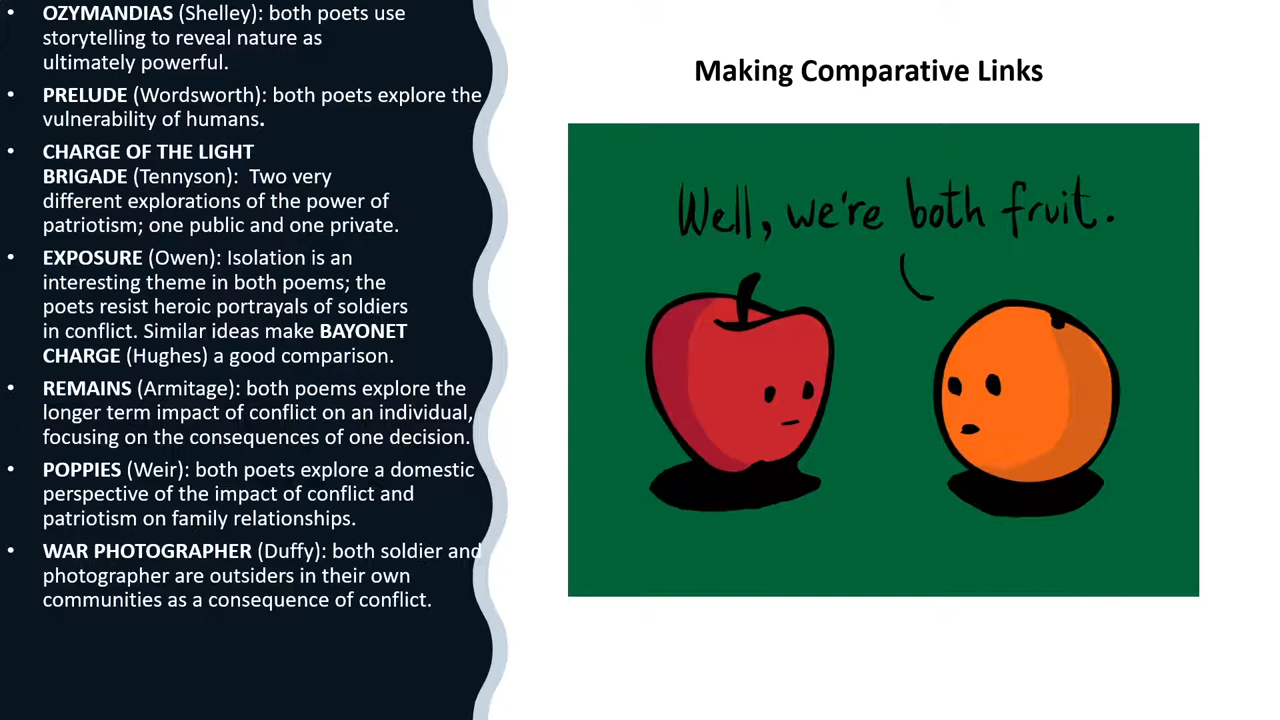 • OZYMANDIAS (Shelley): both poets use
storytelling to reveal nature as
ultimately powerful.
• PRELUDE (Wordsworth): both poets explore the
vulnerability of humans.
• CHARGE OF THE LIGHT
BRIGADE (Tennyson): Two very
different explorations of the power of
patriotism; one public and one private.
• EXPOSURE (Owen): Isolation is an
interesting theme in both poems; the
poets resist heroic portrayals of soldiers
in conflict. Similar ideas make BAYONET
CHARGE (Hughes) a good comparison.
• REMAINS (Armitage): both poems explore the
longer term impact of conflict on an individual,
focusing on the consequences of one decision.
• POPPIES (Weir): both poets explore a domestic
perspective of the impact of conflict and
patriotism on family relationships.
• WAR PHOTOGRAPHER (Duffy): both soldier and
photographer are outsiders in their own
communities as a consequence of conflict.
Making Comparative Links
Well, we're both fruit.